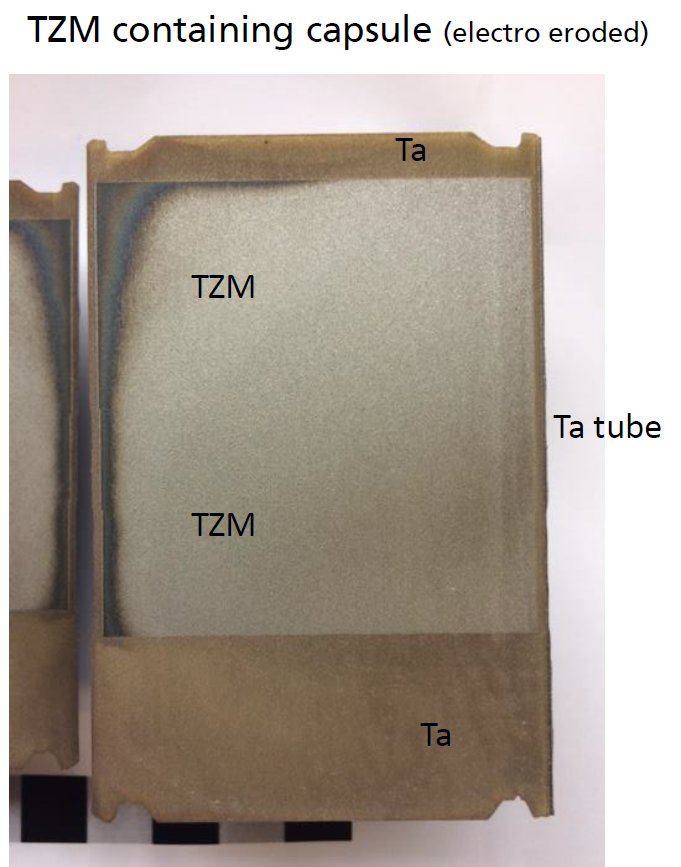 TZM containing capsule (electro eroded)
Ta
TZM
Ta tube
TZM
Ta